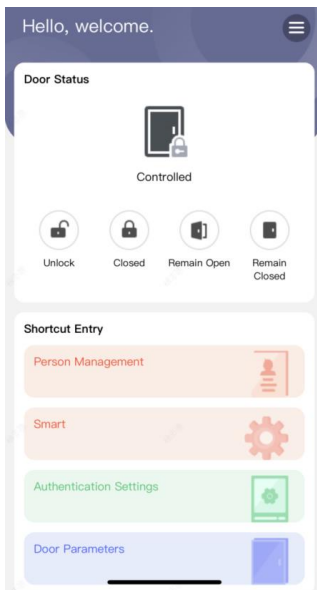 Hello, welcome.
Door Status
Controlled
Unlock
Closed
Remain Open
Remain
Closed
Shortcut Entry
Person Management
Smart
Authentication Settings
Door Parameters